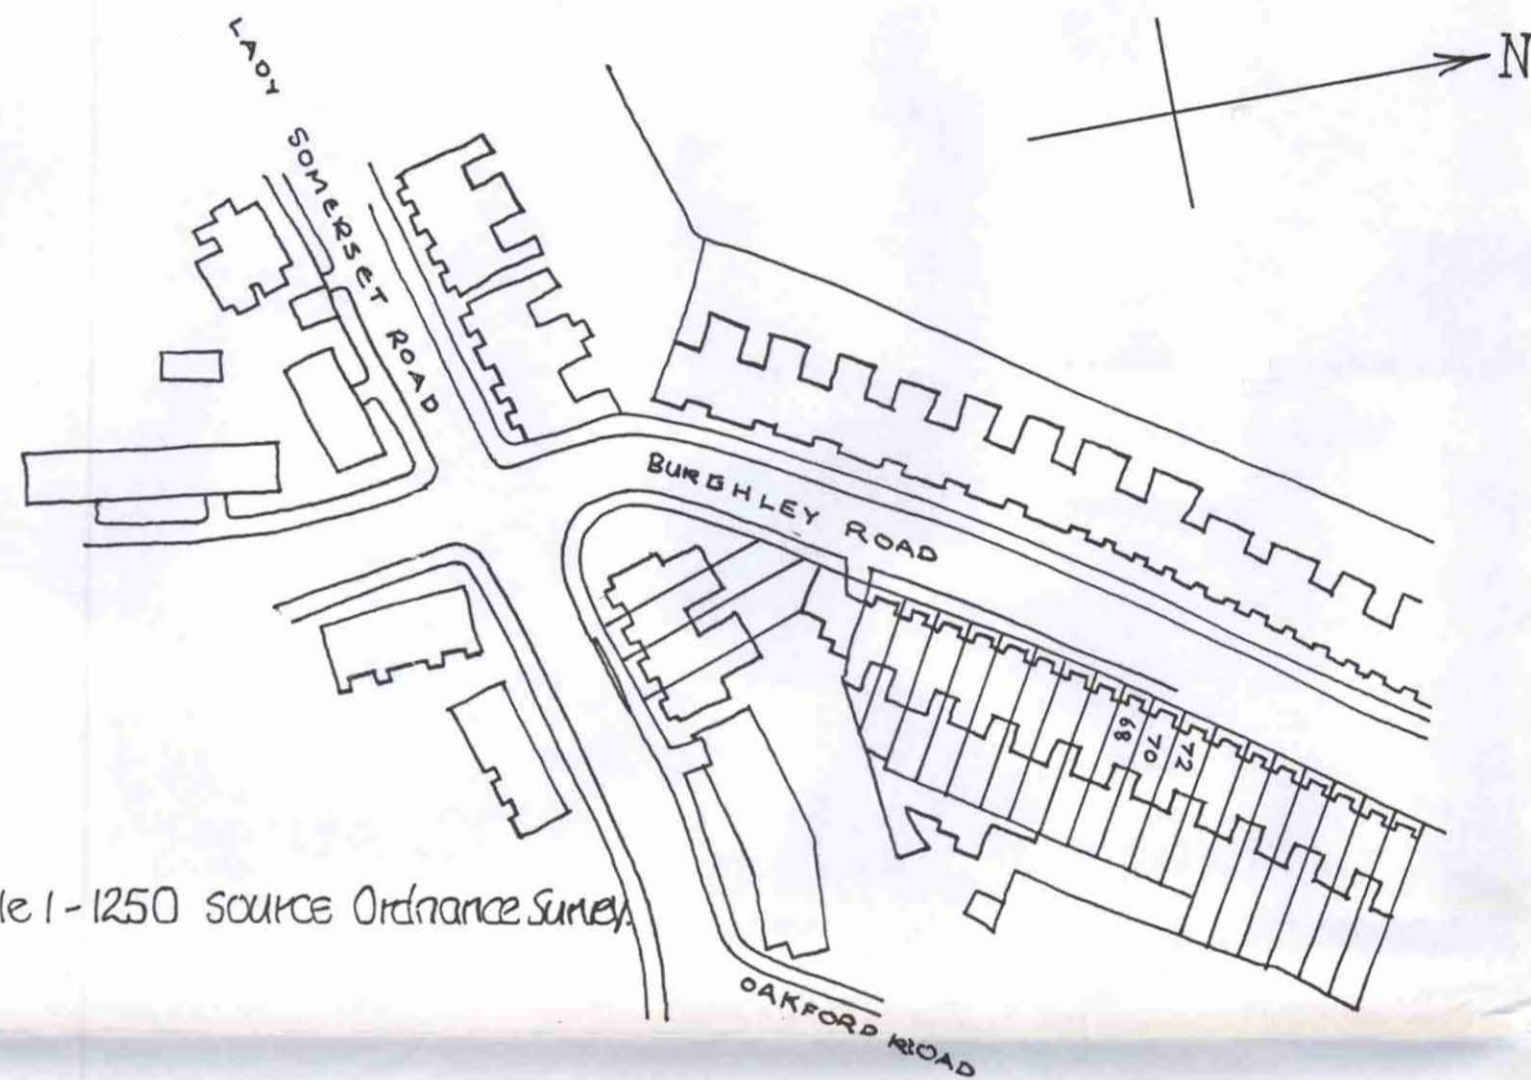 LADY SOMERSET ROAD
N
BURGHLEY ROAD
68
70
72
le 1-1250 source Ordnance Survey.
OAKFORD ROAD